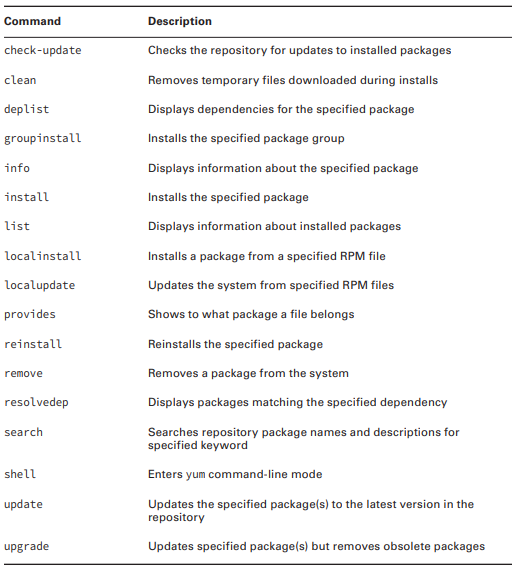 Command Description
check-update Checks the repository for updates to installed packages
clean Removes temporary files downloaded during installs
deplist Displays dependencies for the specified package
groupinstall Installs the specified package group
info Displays information about the specified package
install Installs the specified package
list Displays information about installed packages
localinstall Installs a package from a specified RPM file
localupdate Updates the system from specified RPM files
provides Shows to what package a file belongs
reinstall Reinstalls the specified package
remove Removes a package from the system
resolvedep Displays packages matching the specified dependency
search Searches repository package names and descriptions for
specified keyword
shell Enters yum command-line mode
update Updates the specified package(s) to the latest version in the
repository
upgrade Updates specified package(s) but removes obsolete packages